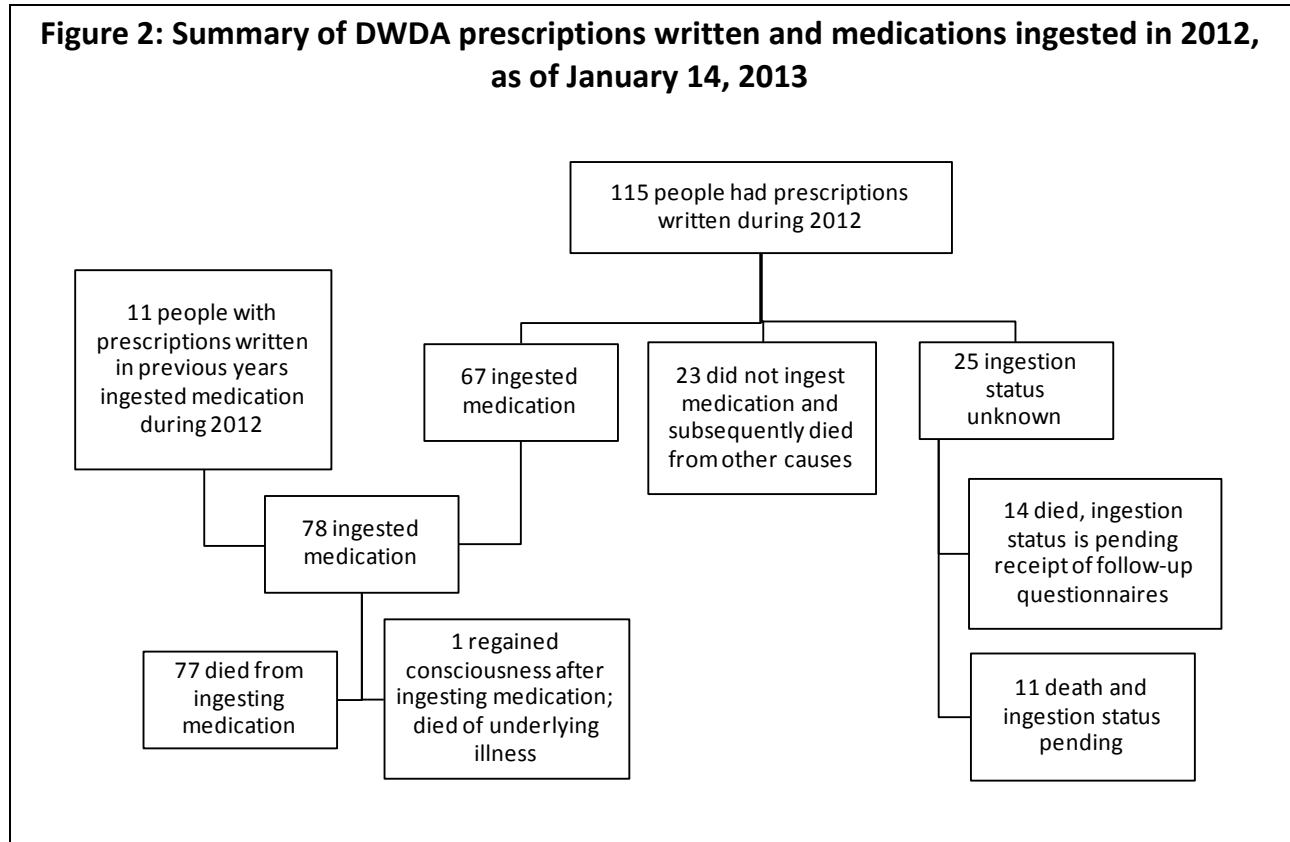 Figure 2: Summary of DWDA prescriptions written and medications ingested in 2012,
as of January 14, 2013
115 people had prescriptions
written during 2012
11 people with
prescriptions written
in previous years
ingested medication
during 2012
67 ingested
medication
23 did not ingest
medication and
subsequently died
from other causes
25 ingestion
status
unknown
78 ingested
medication
14 died, ingestion
status is pending
receipt of follow-up
questionnaires
77 died from
ingesting
medication
1 regained
consciousness after
ingesting medication;
died of underlying
illness
11 death and
ingestion status
pending